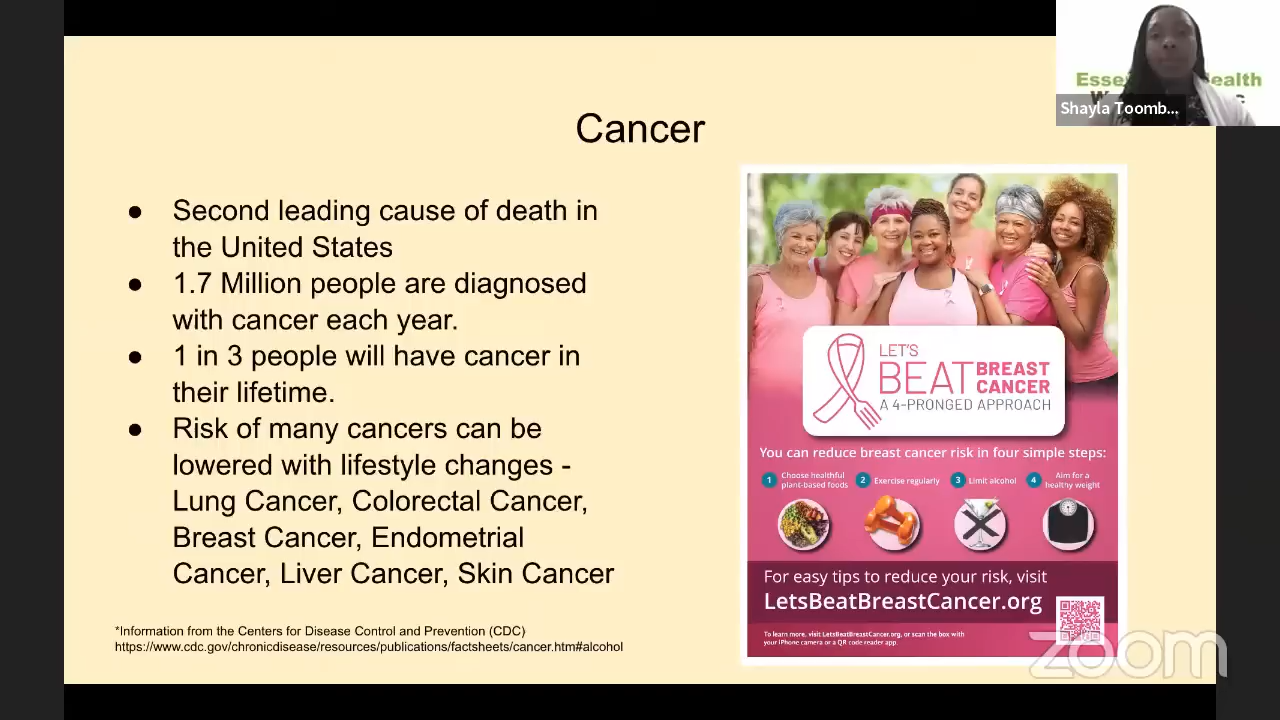 Cancer
● Second leading cause of death in
the United States
● 1.7 Million people are diagnosed
with cancer each year.
● 1 in 3 people will have cancer in
their lifetime.
● Risk of many cancers can be
lowered with lifestyle changes -
Lung Cancer, Colorectal Cancer,
Breast Cancer, Endometrial
Cancer, Liver Cancer, Skin Cancer
*Information from the Centers for Disease Control and Prevention (CDC)
https://www.cdc.gov/chronicdisease/resources/publications/factsheets/cancer.htm#alcohol
LET'S
BEAT BREAST
CANCER
A 4-PRONGED APPROACH
You can reduce breast cancer risk in four simple steps:
1 Choose healthful
plant-based foods
2 Exercise regularly
3 Limit alcohol
4 Aim for a
healthy weight
For easy tips to reduce your risk, visit
LetsBeatBreastCancer.org
To learn more, visit LetsBeatBreastCancer.org, or scan the box with
your iPhone camera or a QR code reader app.
Shayla Toomb...
zoom